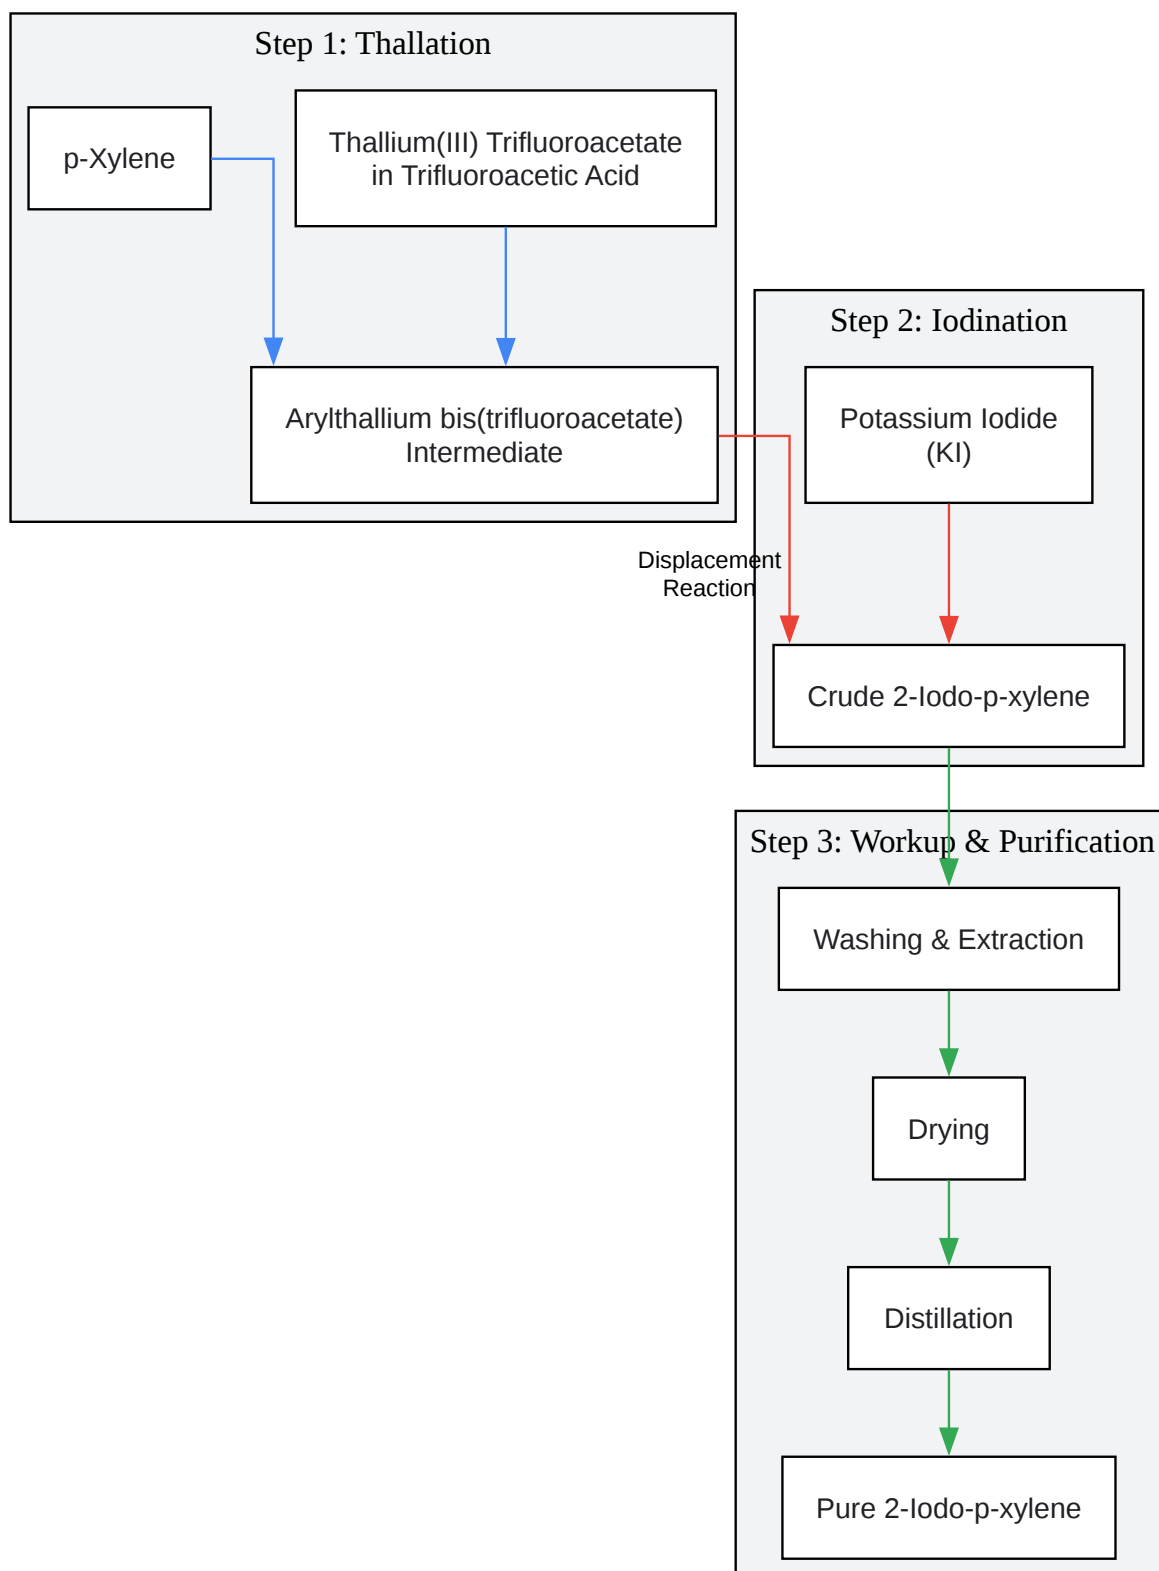 Step 1: Thallation
p-Xylene
Thallium(III) Trifluoroacetate
in Trifluoroacetic Acid
Arylthallium bis(trifluoroacetate)
Intermediate
Step 2: Iodination
Potassium Iodide
(KI)
Displacement
Reaction
Crude 2-Iodo-p-xylene
Step 3: Workup & Purification
Washing & Extraction
Drying
Distillation
Pure 2-Iodo-p-xylene